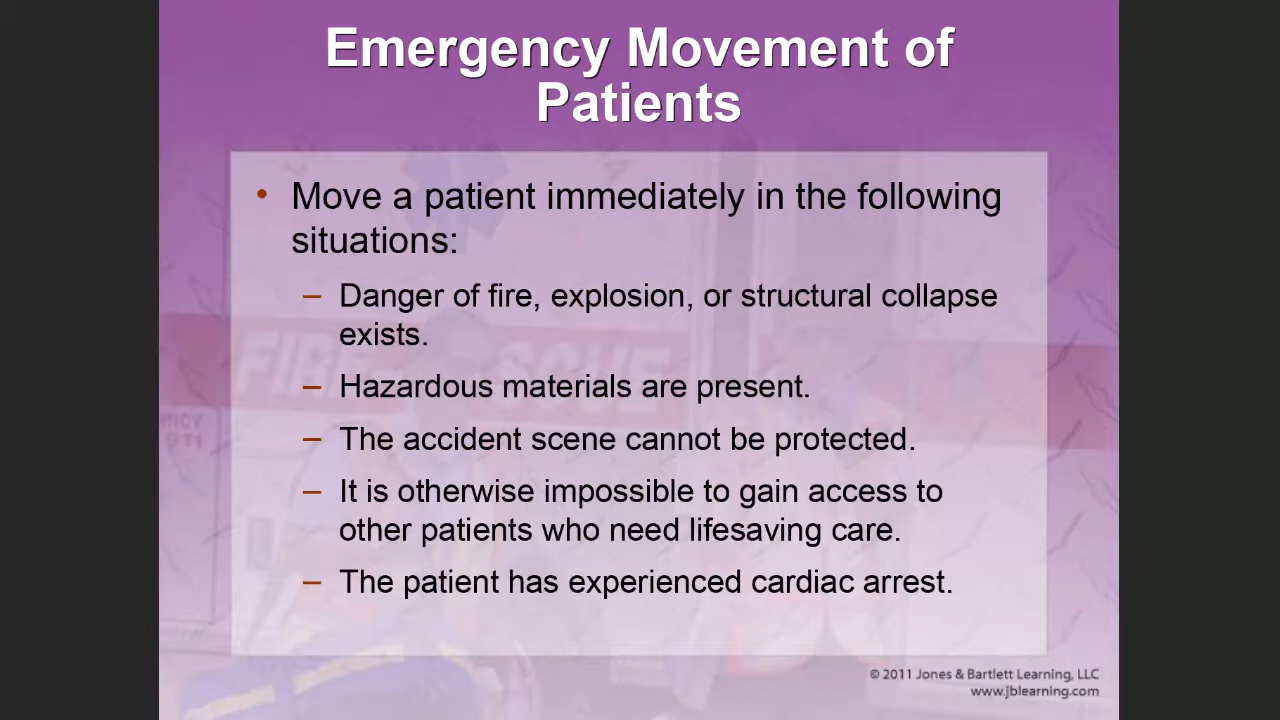 Emergency Movement of
Patients
• Move a patient immediately in the following
situations:
– Danger of fire, explosion, or structural collapse
exists.
– Hazardous materials are present.
– The accident scene cannot be protected.
– It is otherwise impossible to gain access to
other patients who need lifesaving care.
– The patient has experienced cardiac arrest.
© 2011 Jones & Bartlett Learning, LLC
www.jblearning.com